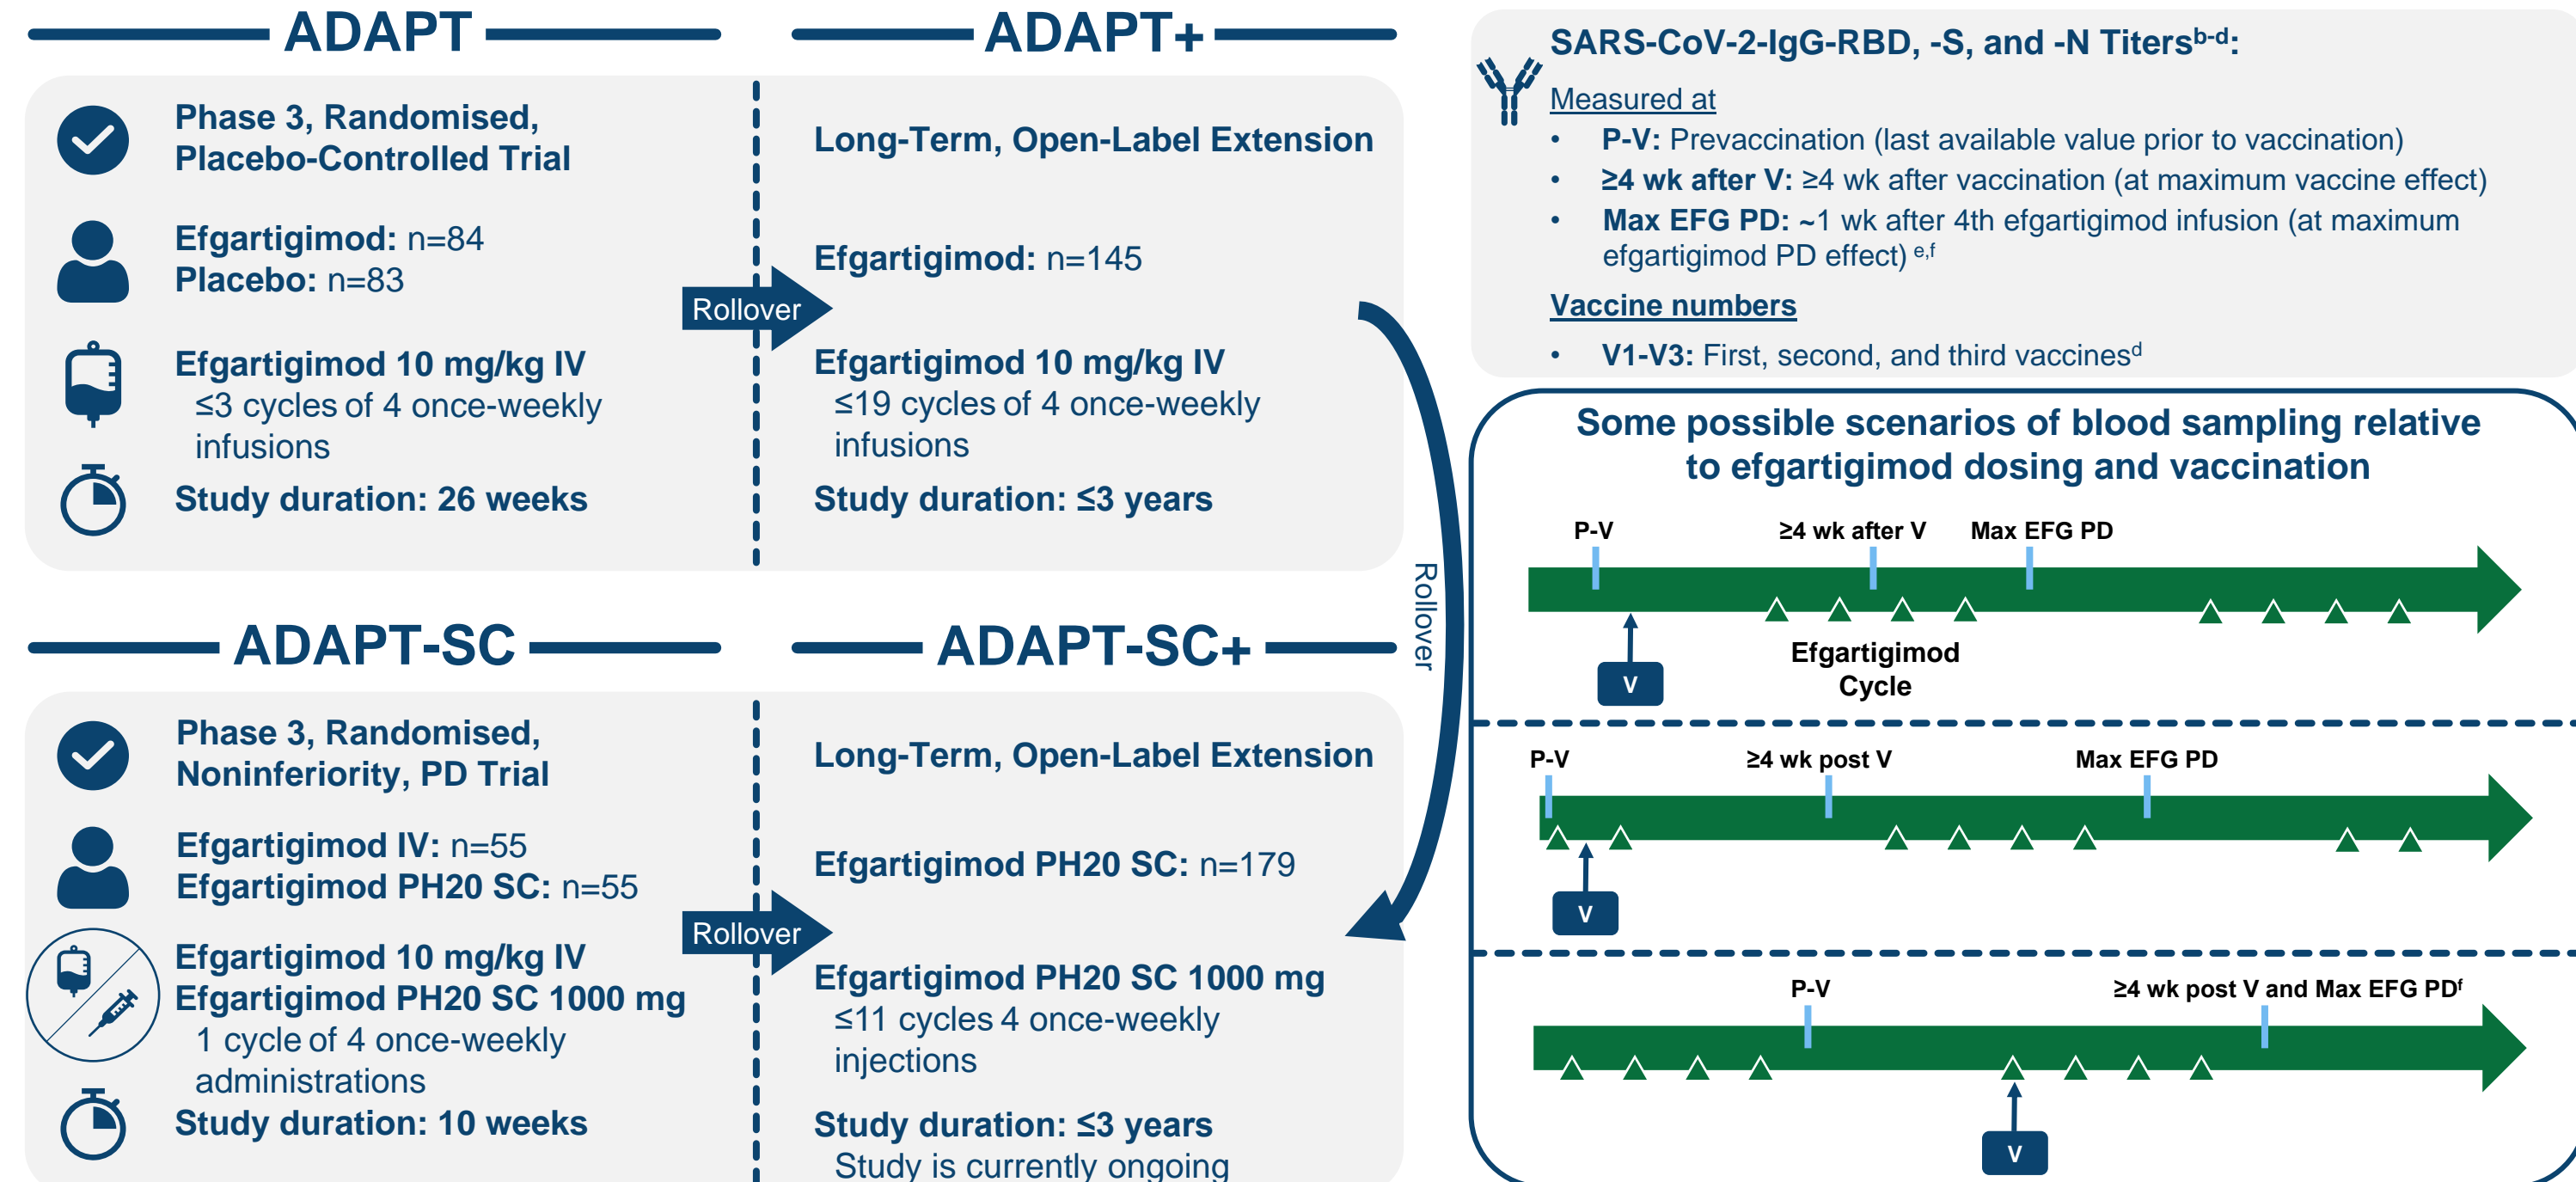 ADAPT
Phase 3, Randomised,
Placebo-Controlled Trial
Efgartigimod: n=84
Placebo: n=83
Efgartigimod 10 mg/kg IV
≤3 cycles of 4 once-weekly
infusions
Study duration: 26 weeks
Rollover
ADAPT+
Long-Term, Open-Label Extension
Efgartigimod: n=145
Efgartigimod 10 mg/kg IV
≤19 cycles of 4 once-weekly
infusions
Study duration: ≤3 years
Rollover
ADAPT-SC
Phase 3, Randomised,
Noninferiority, PD Trial
Efgartigimod IV: n=55
Efgartigimod PH20 SC: n=55
Efgartigimod 10 mg/kg IV
Efgartigimod PH20 SC 1000 mg
1 cycle of 4 once-weekly
administrations
Study duration: 10 weeks
Rollover
ADAPT-SC+
Long-Term, Open-Label Extension
Efgartigimod PH20 SC: n=179
Efgartigimod PH20 SC 1000 mg
≤11 cycles 4 once-weekly
injections
Study duration: ≤3 years
Study is currently ongoing
SARS-CoV-2-IgG-RBD, -S, and -N Titers^b-d:
Measured at
• P-V: Prevaccination (last available value prior to vaccination)
• ≥4 wk after V: ≥4 wk after vaccination (at maximum vaccine effect)
• Max EFG PD: ~1 wk after 4th efgartigimod infusion (at maximum
efgartigimod PD effect) ^e,f
Vaccine numbers
• V1-V3: First, second, and third vaccines^d
Some possible scenarios of blood sampling relative
to efgartigimod dosing and vaccination
P-V ≥4 wk after V Max EFG PD
Efgartigimod
Cycle
V
P-V ≥4 wk post V Max EFG PD
V
P-V ≥4 wk post V and Max EFG PD^f
V